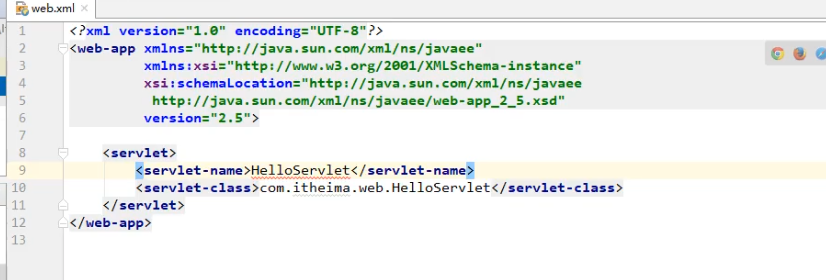 web.xml
1 <?xml version="1.0" encoding="UTF-8"?>
2 <web-app xmlns="http://java.sun.com/xml/ns/javaee"
3 xmlns:xsi="http://www.w3.org/2001/XMLSchema-instance"
4 xsi:schemaLocation="http://java.sun.com/xml/ns/javaee
5 http://java.sun.com/xml/ns/javaee/web-app_2_5.xsd"
6 version="2.5">
7
8 <servlet>
9 <servlet-name>HelloServlet</servlet-name>
10 <servlet-class>com.itheima.web.HelloServlet</servlet-class>
11 </servlet>
12 </web-app>
13